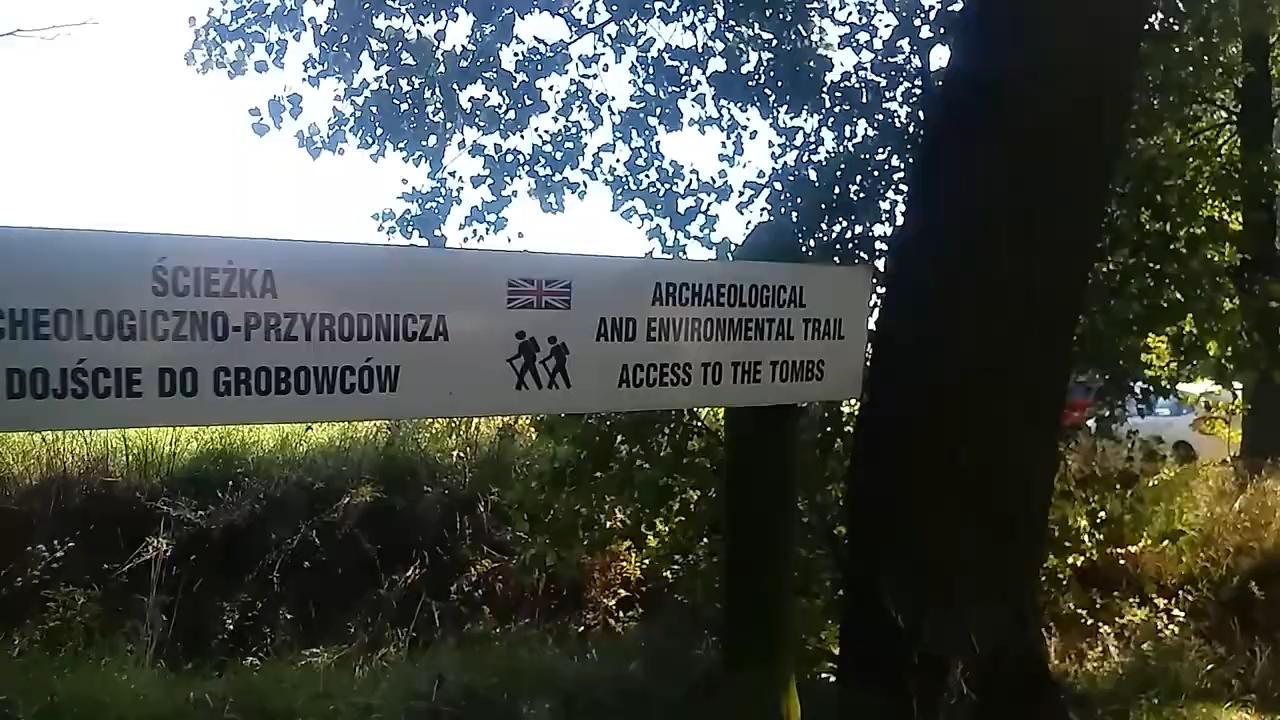 ŚCIEŻKA
CHEOLOGICZNO-PRZYRODNICZA
DOJŚCIE DO GROBOWCÓW
ARCHAEOLOGICAL
AND ENVIRONMENTAL TRAIL
ACCESS TO THE TOMBS